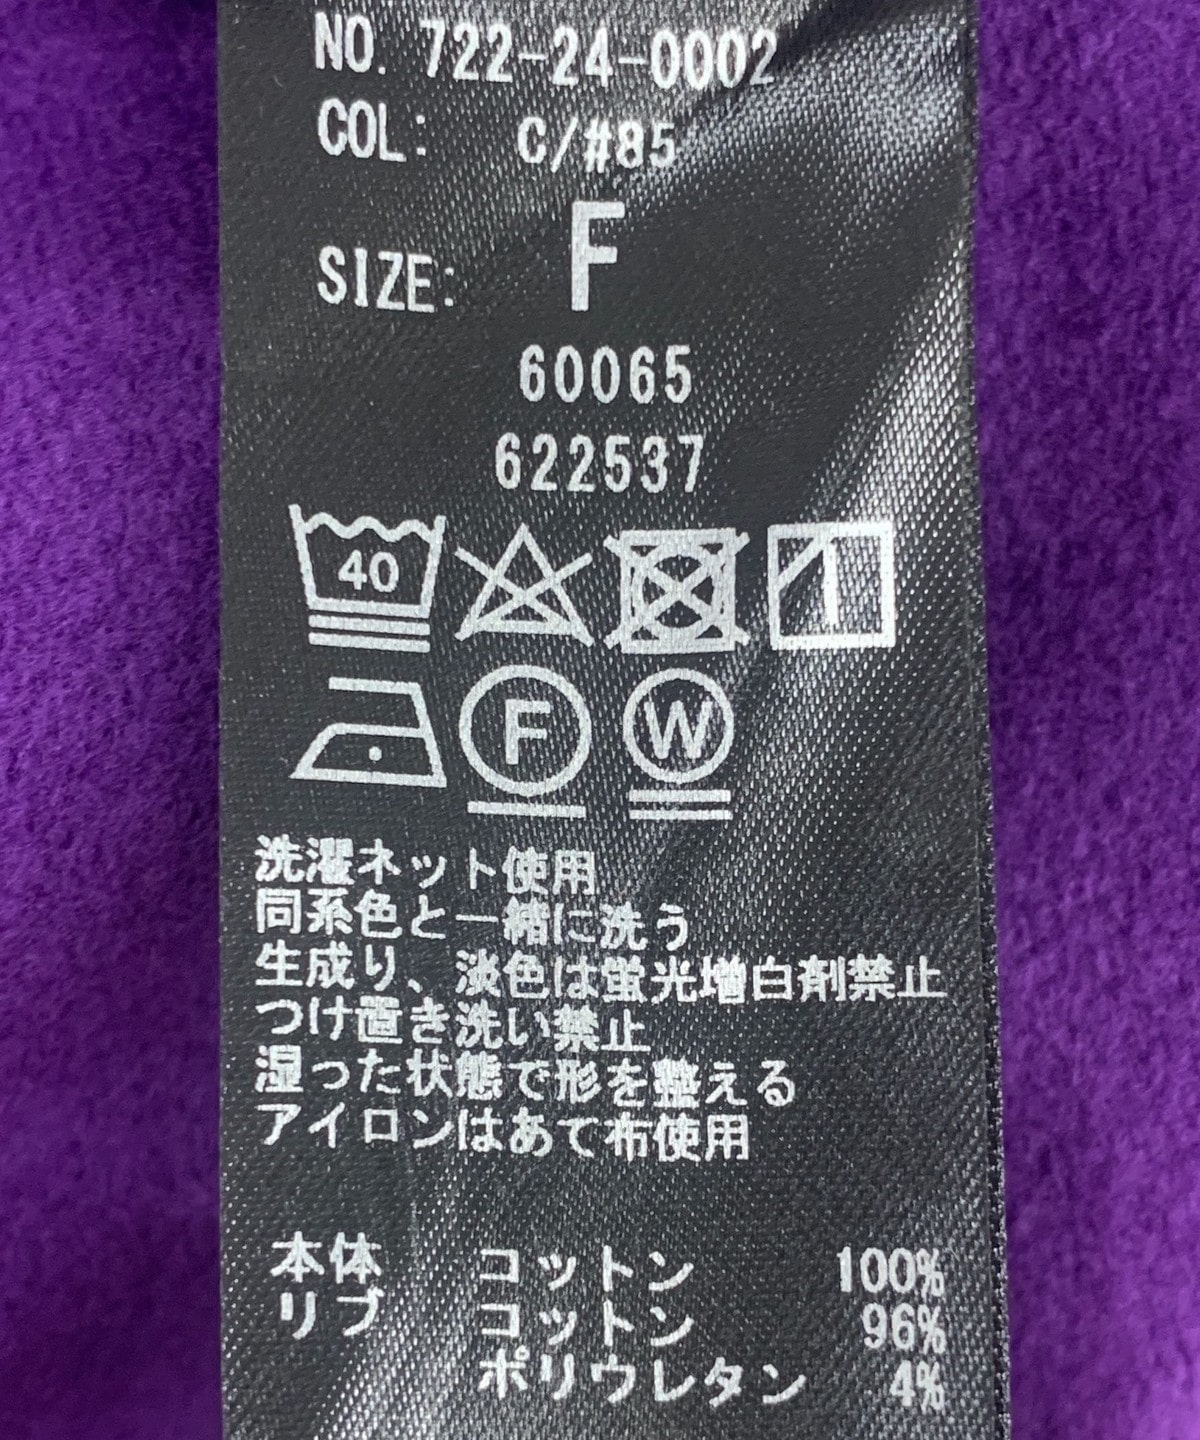 NO. 722-24-0002
COL: C/#85
SIZE: F
60065
622537
40
F W
洗濯ネット使用
同系色と一緒に洗う
生成り、淡色は蛍光増白剤禁止
つけ置き洗い禁止
湿った状態で形を整える
アイロンはあて布使用
本体 コットン 100%
リブ コットン 96%
ポリウレタン 4%